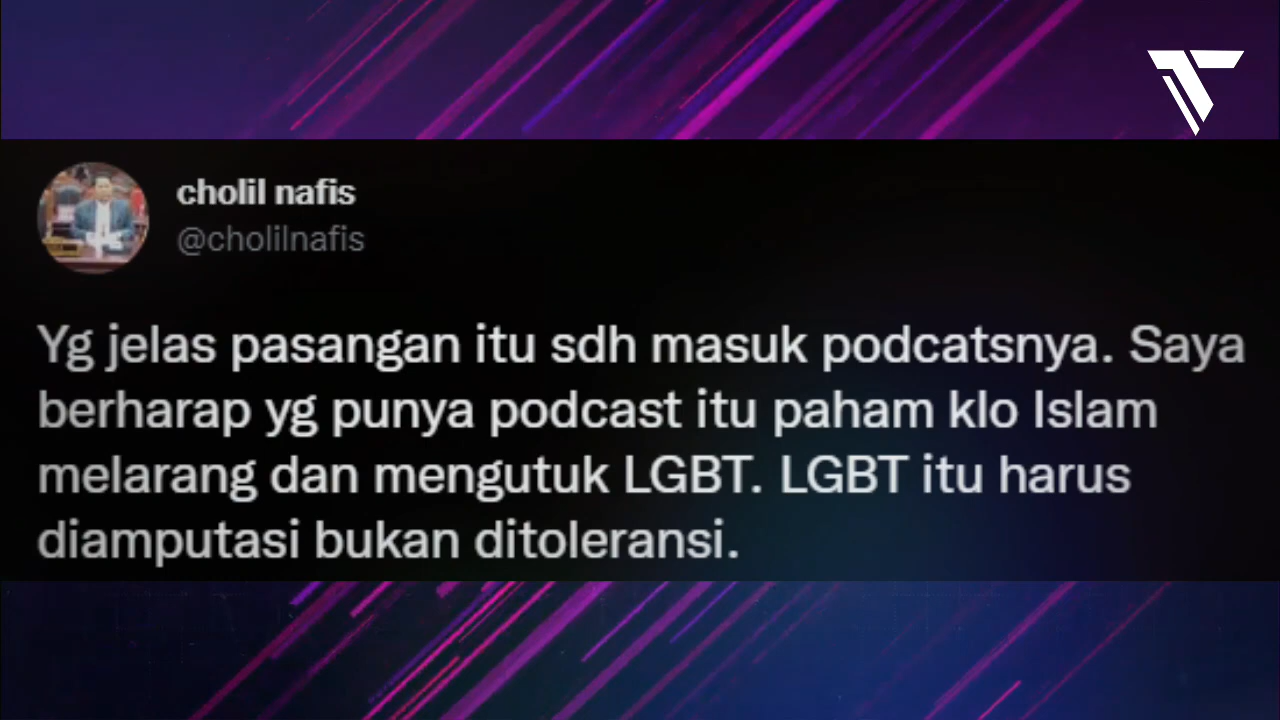 cholil nafis
@cholilnafis
Yg jelas pasangan itu sdh masuk podcatsnya. Saya
berharap yg punya podcast itu paham klo Islam
melarang dan mengutuk LGBT. LGBT itu harus
diamputasi bukan ditoleransi.